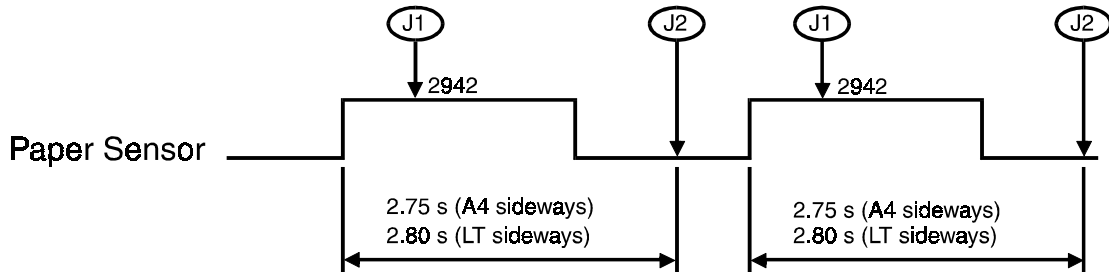 J1 J2 J1 J2
2942 2942
Paper Sensor
2.75 s (A4 sideways) 2.75 s (A4 sideways)
2.80 s (LT sideways) 2.80 s (LT sideways)